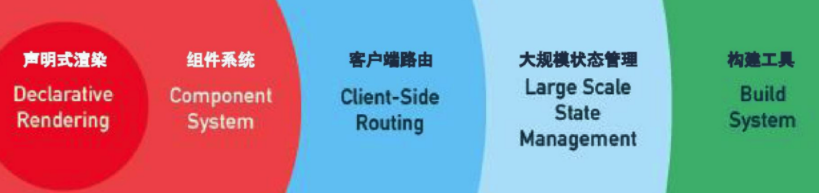 声明式渲染
Declarative
Rendering
组件系统
Component
System
客户端路由
Client-Side
Routing
大规模状态管理
Large Scale
State
Management
构建工具
Build
System